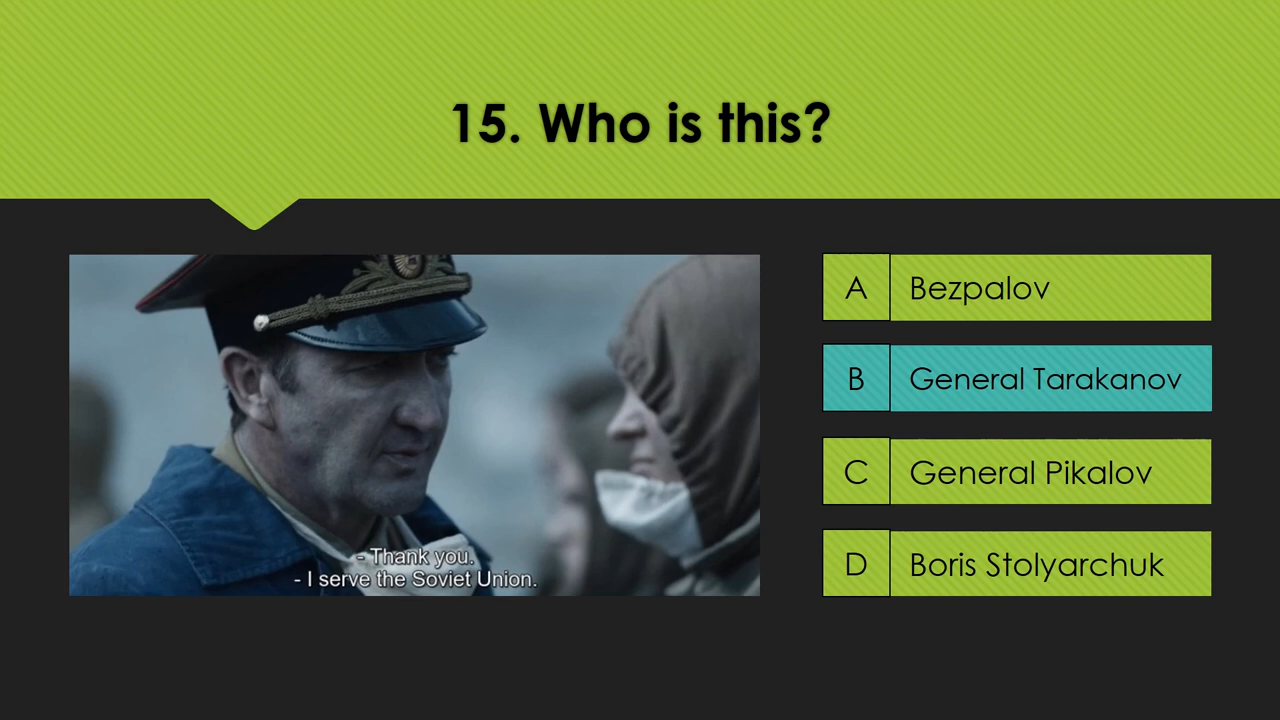 15. Who is this?
A Bezpalov
B General Tarakanov
C General Pikalov
D Boris Stolyarchuk
- Thank you.
- I serve the Soviet Union.